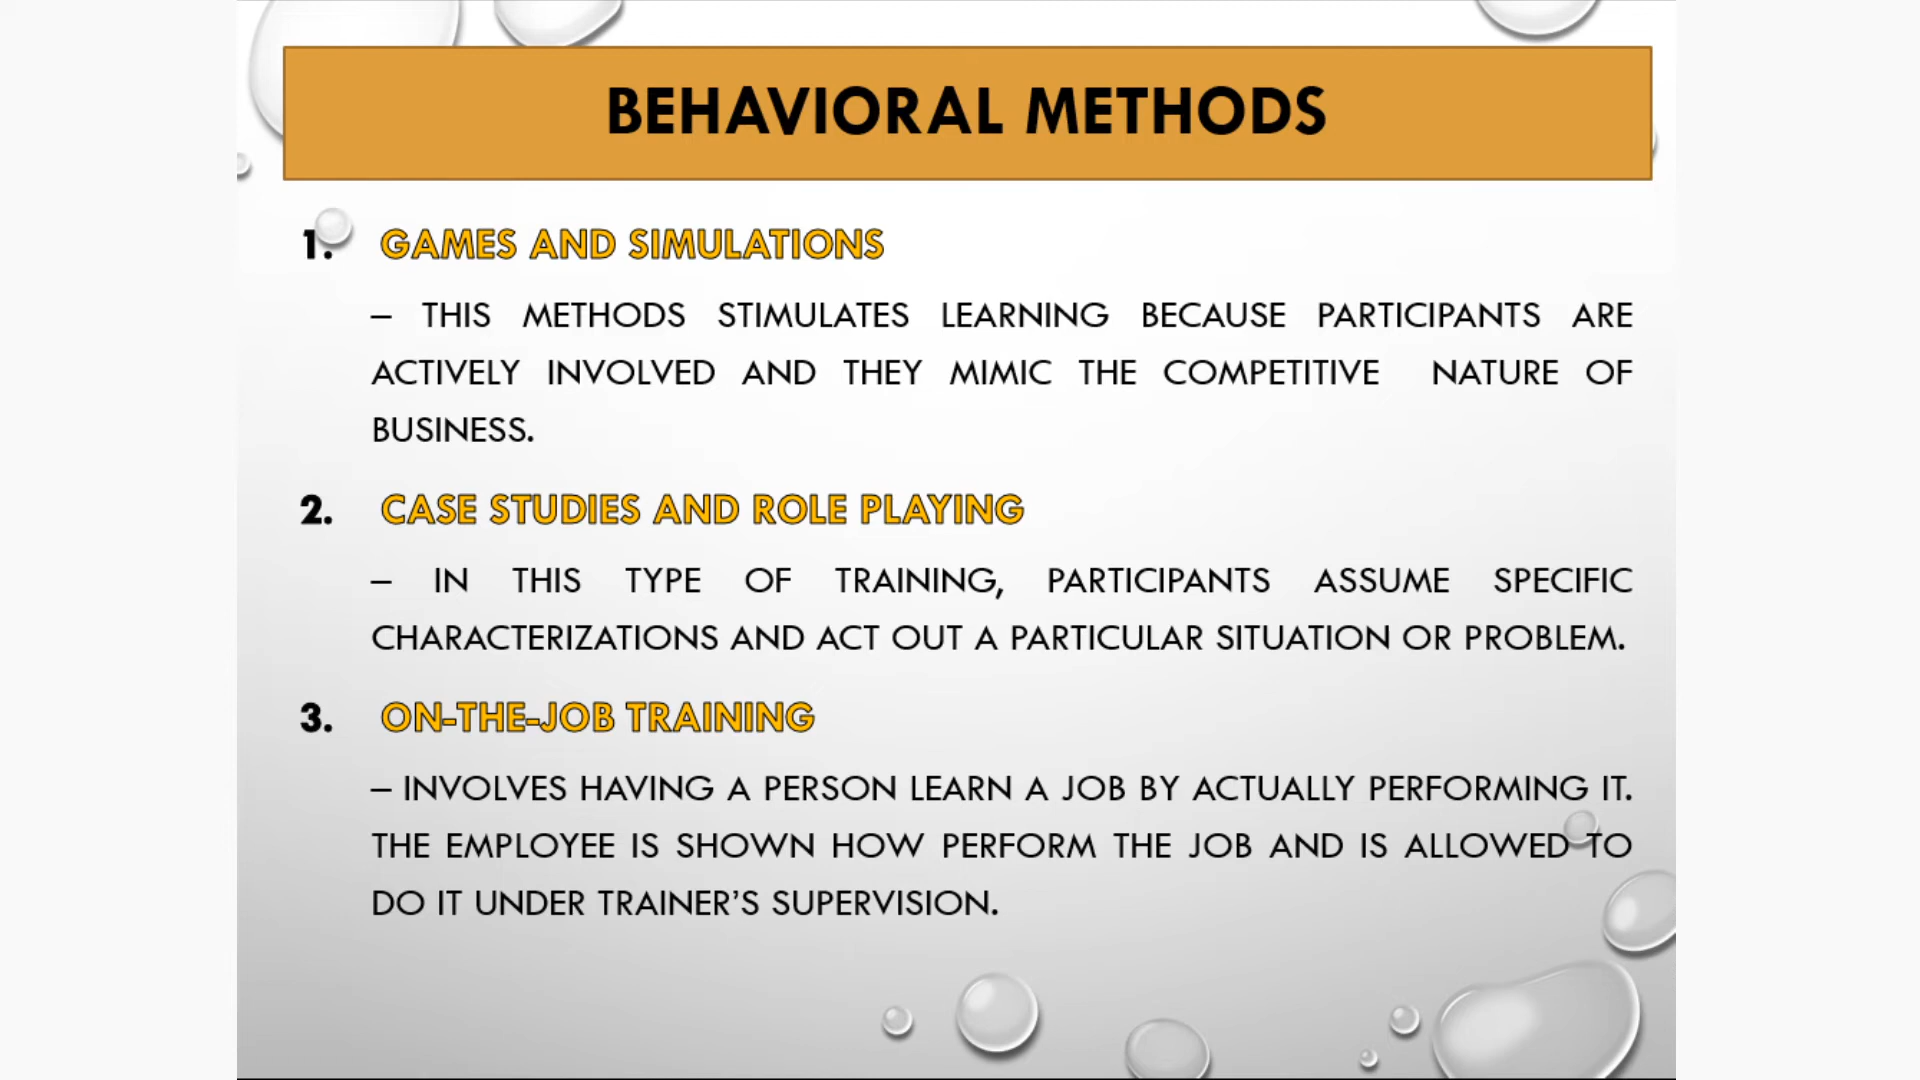 BEHAVIORAL METHODS
1. GAMES AND SIMULATIONS
– THIS METHODS STIMULATES LEARNING BECAUSE PARTICIPANTS ARE
ACTIVELY INVOLVED AND THEY MIMIC THE COMPETITIVE NATURE OF
BUSINESS.
2. CASE STUDIES AND ROLE PLAYING
– IN THIS TYPE OF TRAINING, PARTICIPANTS ASSUME SPECIFIC
CHARACTERIZATIONS AND ACT OUT A PARTICULAR SITUATION OR PROBLEM.
3. ON-THE-JOB TRAINING
– INVOLVES HAVING A PERSON LEARN A JOB BY ACTUALLY PERFORMING IT.
THE EMPLOYEE IS SHOWN HOW PERFORM THE JOB AND IS ALLOWED TO
DO IT UNDER TRAINER’S SUPERVISION.